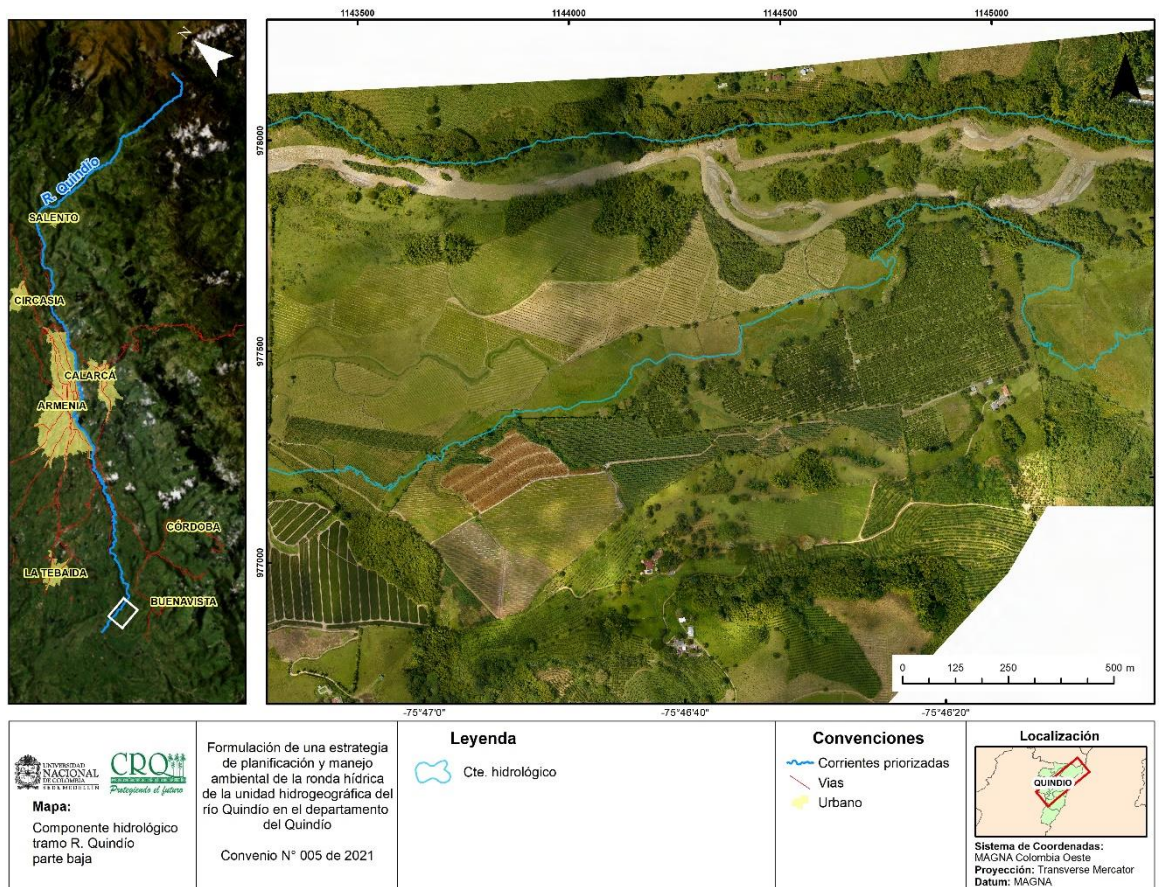 1143500
1144000
1144500
1145000
N
R. Quindío
SALENTO
CIRCASIA
CALARCÁ
ARMENIA
CÓRDOBA
LA TEBAIDA
BUENAVISTA
978000
977500
977000
0 125 250 500 m
-75°47'0"
-75°46'40"
-75°46'20"
UNIVERSIDAD
NACIONAL
DE COLOMBIA
SEDE MEDELLÍN
CRQ
Protegiendo el futuro
Mapa:
Componente hidrológico
tramo R. Quindío
parte baja
Formulación de una estrategia
de planificación y manejo
ambiental de la ronda hídrica
de la unidad hidrogeográfica del
río Quindío en el departamento
del Quindío
Convenio N° 005 de 2021
Leyenda
Cte. hidrológico
Convenciones
Corrientes priorizadas
Vias
Urbano
Localización
QUINDIO
Sistema de Coordenadas:
MAGNA Colombia Oeste
Proyección: Transverse Mercator
Datum: MAGNA